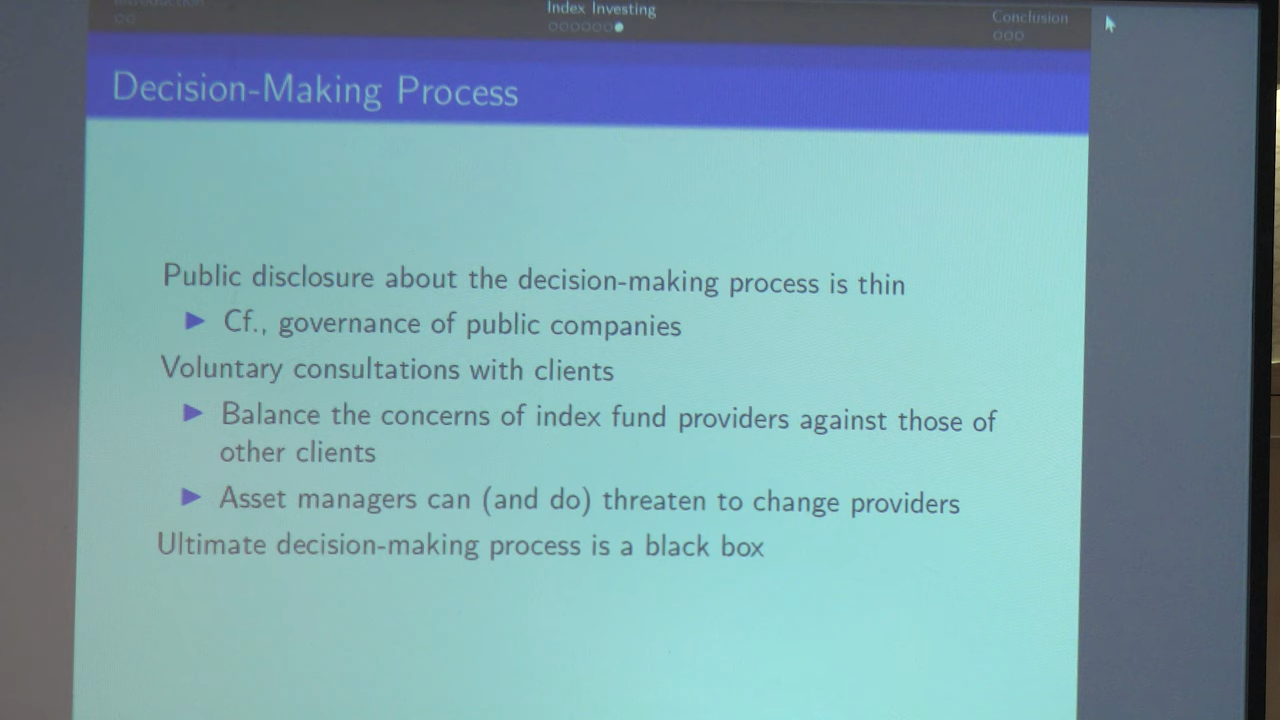 Introduction
Index Investing
Conclusion
Decision-Making Process
Public disclosure about the decision-making process is thin
Cf., governance of public companies
Voluntary consultations with clients
Balance the concerns of index fund providers against those of
other clients
Asset managers can (and do) threaten to change providers
Ultimate decision-making process is a black box